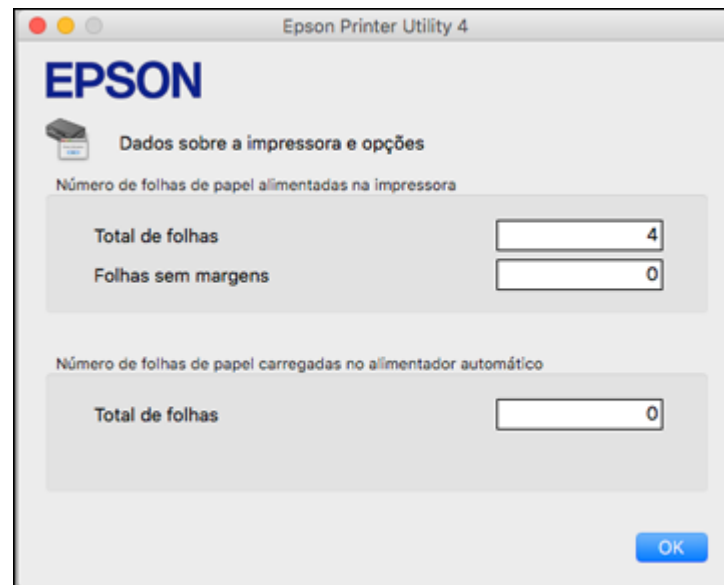 Epson Printer Utility 4
EPSON
Dados sobre a impressora e opções
Número de folhas de papel alimentadas na impressora
Total de folhas 4
Folhas sem margens 0
Número de folhas de papel carregadas no alimentador automático
Total de folhas 0
OK